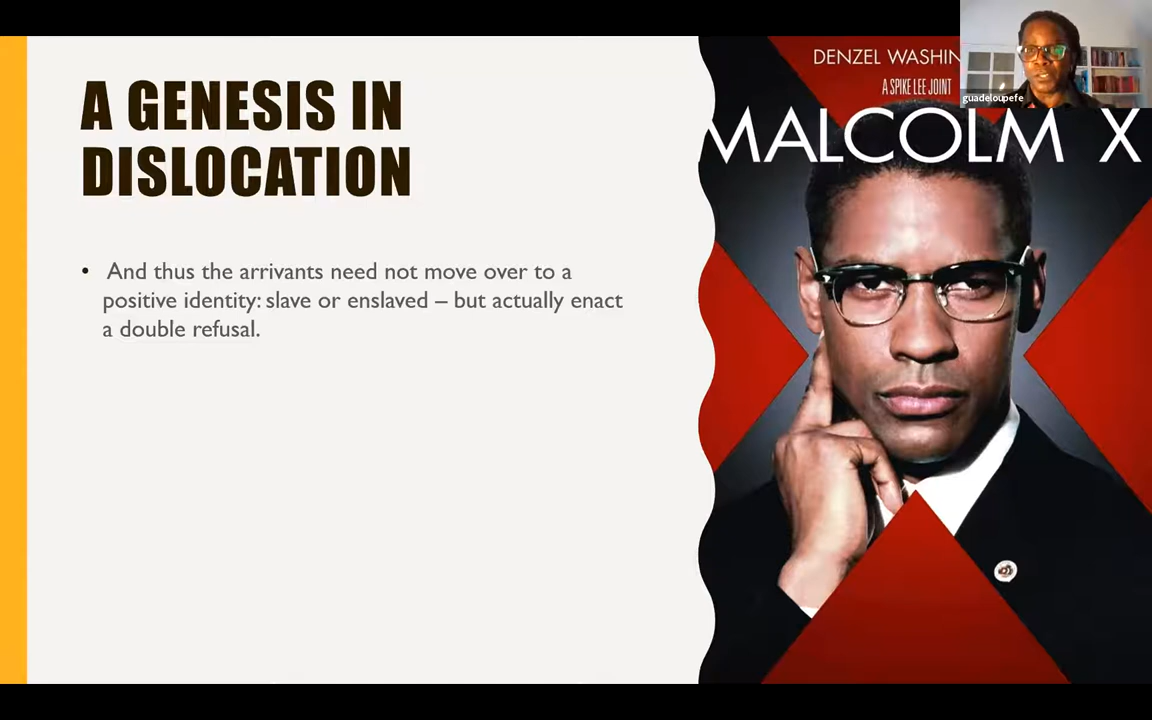 A GENESIS IN
DISLOCATION
• And thus the arrivants need not move over to a
positive identity: slave or enslaved – but actually enact
a double refusal.
DENZEL WASHIN
A SPIKE LEE JOINT
MALCOLM X
guadeloupefe